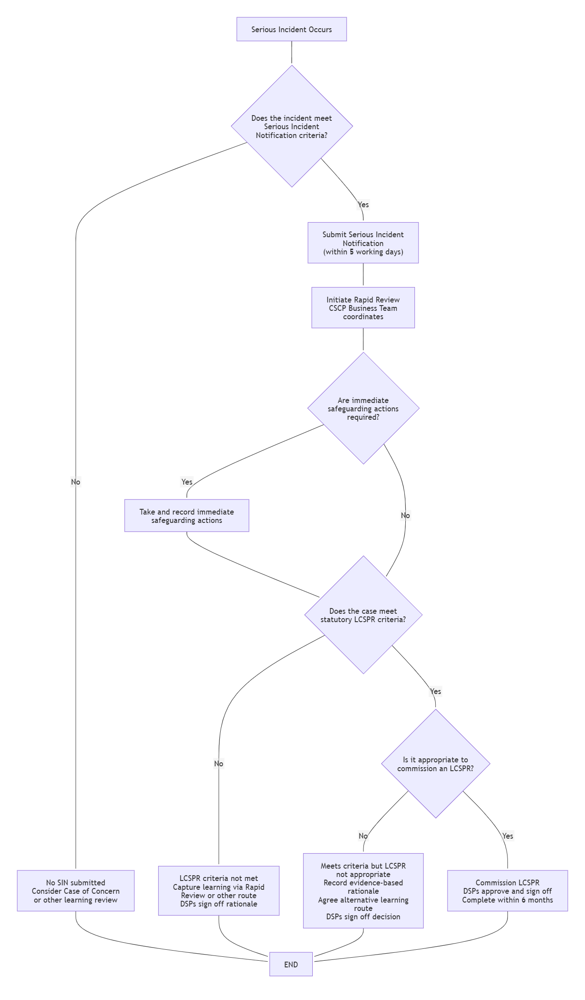 Serious Incident Occurs
Does the incident meet
Serious Incident
Notification criteria?
Yes
Submit Serious Incident
Notification
(within 5 working days)
Initiate Rapid Review
CSCP Business Team
coordinates
Are immediate
safeguarding actions
required?
No
Yes
Take and record immediate
safeguarding actions
No
Does the case meet
statutory LCSPR criteria?
Yes
No
Is it appropriate to
commission an LCSPR?
No
Yes
No SIN submitted
Consider Case of Concern
or other learning review
LCSPR criteria not met
Capture learning via Rapid
Review or other route
DSPs sign off rationale
Meets criteria but LCSPR
not appropriate
Record evidence-based
rationale
Agree alternative learning
route
DSPs sign off decision
Commission LCSPR
DSPs approve and sign off
Complete within 6 months
END